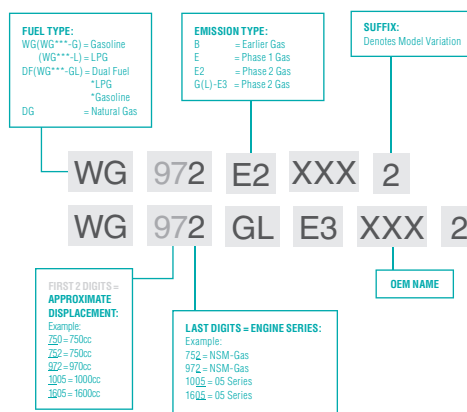 FUEL TYPE:
WG(WG***-G) = Gasoline
(WG***-L) = LPG
DF(WG***-GL) = Dual Fuel
*LPG
*Gasoline
DG = Natural Gas
EMISSION TYPE:
B = Earlier Gas
E = Phase 1 Gas
E2 = Phase 2 Gas
G(L)-E3 = Phase 2 Gas
SUFFIX:
Denotes Model Variation
WG 972 E2 XXX 2
WG 972 GL E3 XXX 2
FIRST 2 DIGITS =
APPROXIMATE
DISPLACEMENT:
Example:
750 = 750cc
752 = 750cc
972 = 970cc
1005 = 1000cc
1605 = 1600cc
LAST DIGITS = ENGINE SERIES:
Example:
752 = NSM-Gas
972 = NSM-Gas
1005 = 05 Series
1605 = 05 Series
OEM NAME